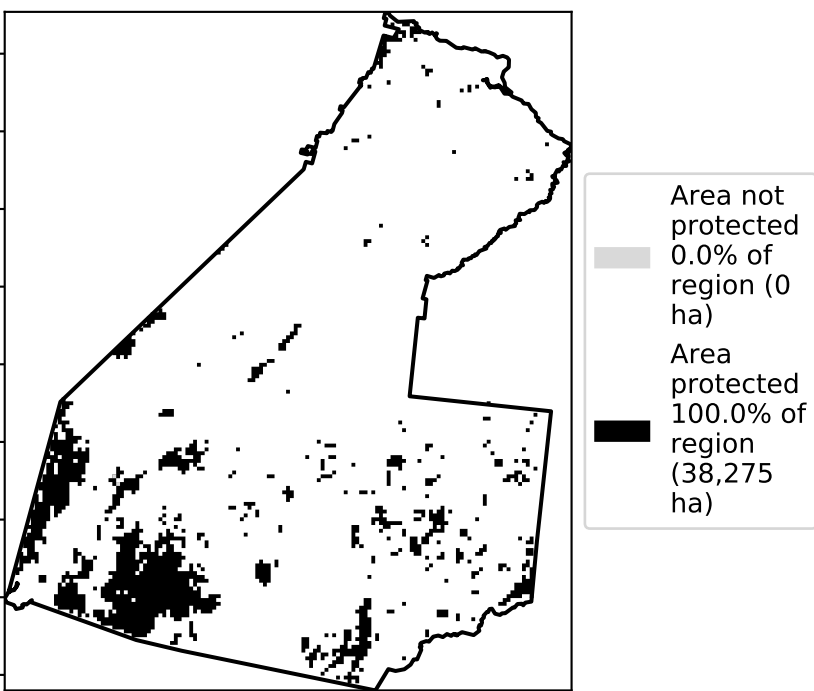 Area not
protected
0.0% of
region (0
ha)
Area
protected
100.0% of
region
(38,275
ha)